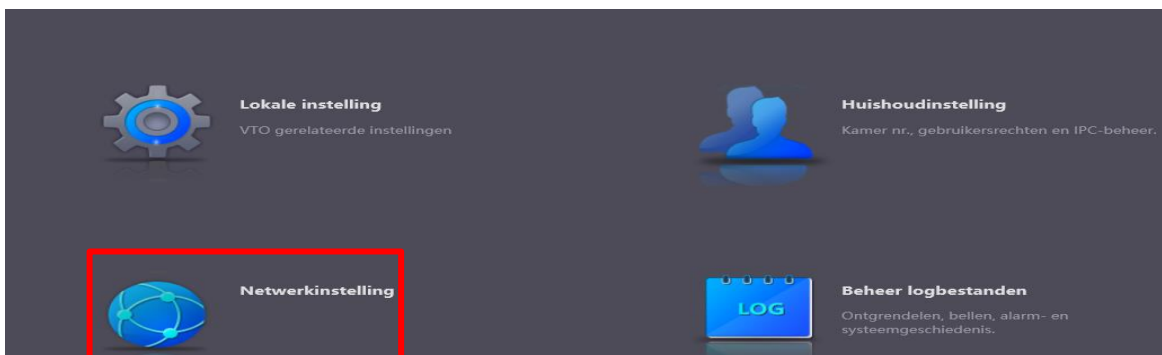 Lokale instelling
VTO gerelateerde instellingen
Huishoudinstelling
Kamer nr., gebruikersrechten en IPC-beheer.
Netwerkinstelling
LOG
Beheer logbestanden
Ontgrendelen, bellen, alarm- en
systeemgeschiedenis.